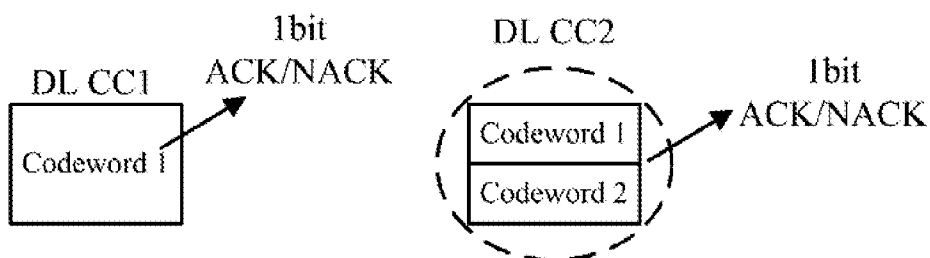 DL CC1
1bit
ACK/NACK
Codeword 1
DL CC2
Codeword 1
Codeword 2
1bit
ACK/NACK